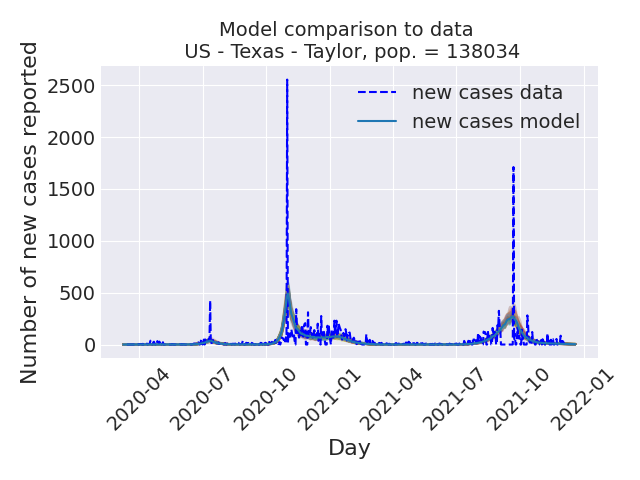 Model comparison to data
US - Texas - Taylor, pop. = 138034
Number of new cases reported
2500
2000
1500
1000
500
0
new cases data
new cases model
2020-04
2020-07
2020-10
2021-01
2021-04
2021-07
2021-10
2022-01
Day